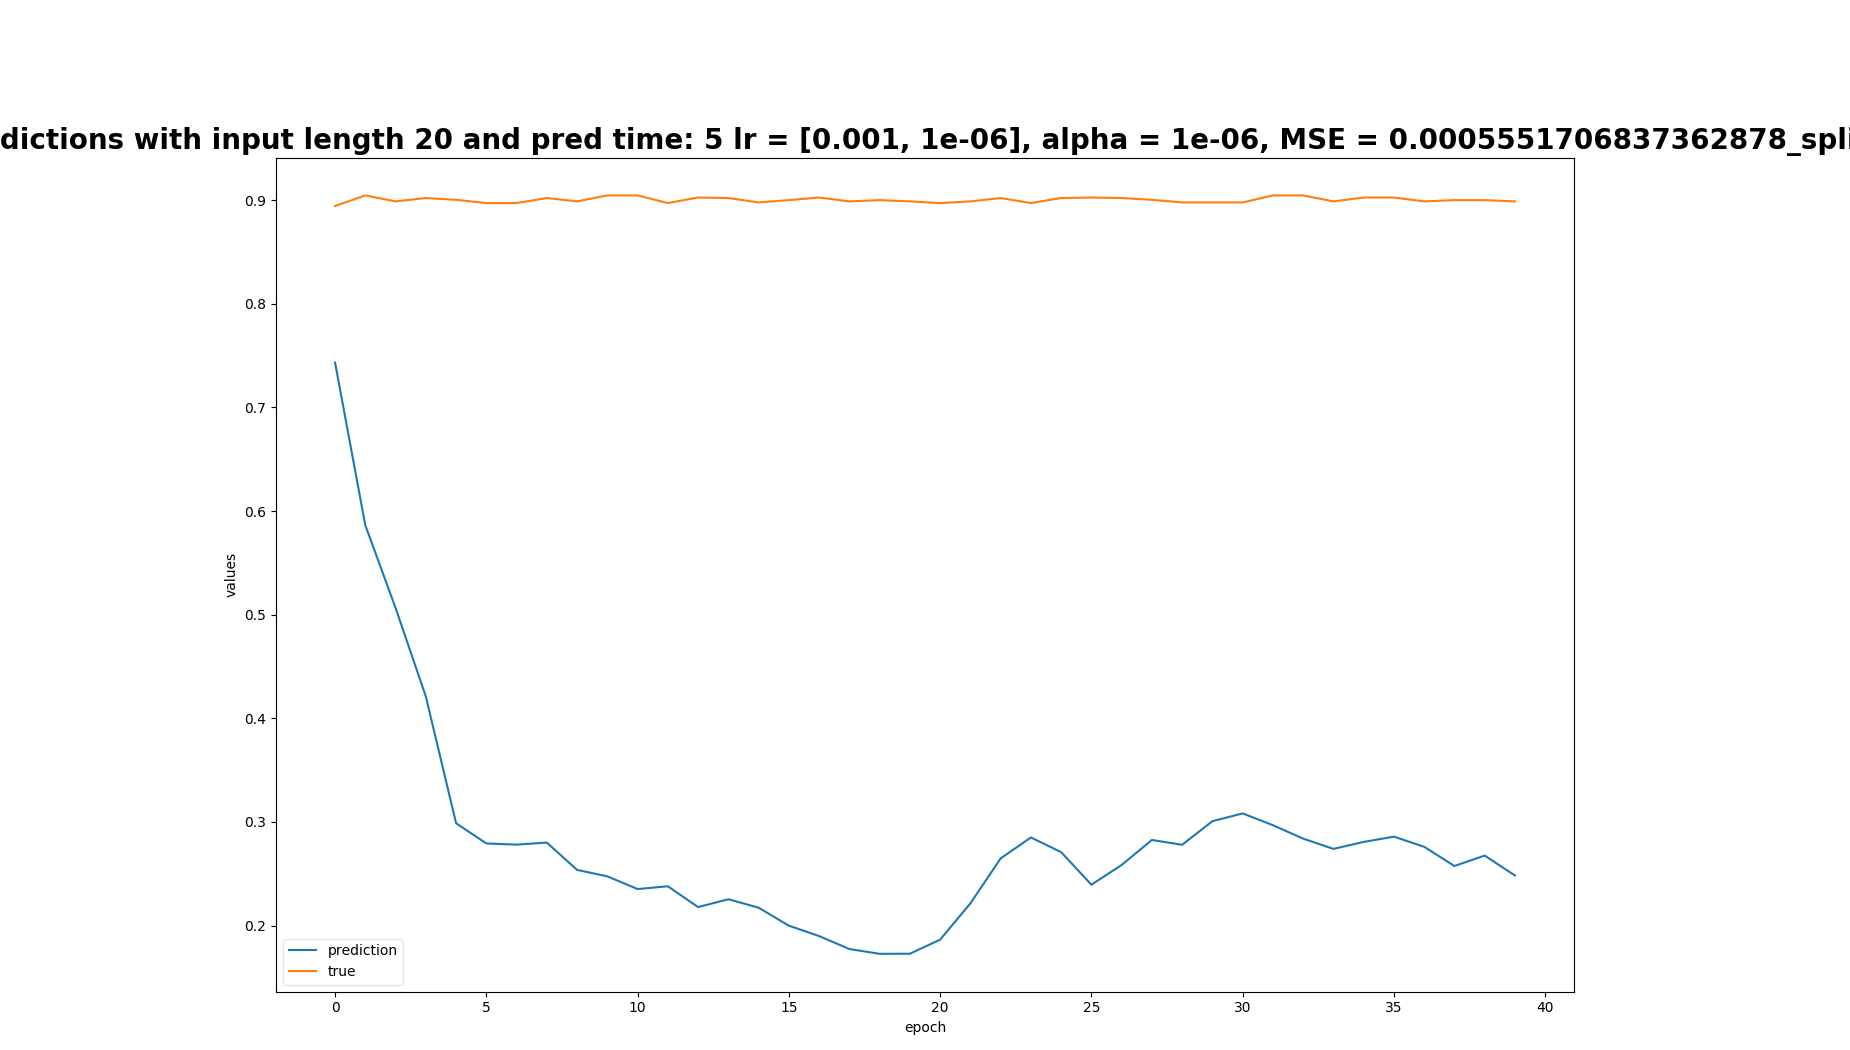 dictions with input length 20 and pred time: 5 lr = [0.001, 1e-06], alpha = 1e-06, MSE = 0.0005551706837362878_spli
0.9
0.8
0.7
0.6
0.5
0.4
0.3
0.2
values
prediction
true
0 5 10 15 20 25 30 35 40
epoch